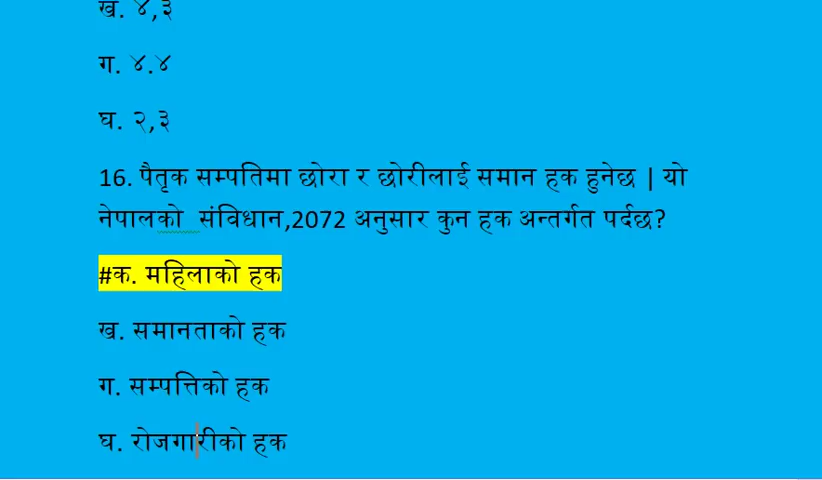 ख. ४,३
ग. ४.४
घ. २,३
16. पैतृक सम्पतिमा छोरा र छोरीलाई समान हक हुनेछ | यो
नेपालको संविधान,2072 अनुसार कुन हक अन्तर्गत पर्दछ?
#क. महिलाको हक
ख. समानताको हक
ग. सम्पत्तिको हक
घ. रोजगारीको हक